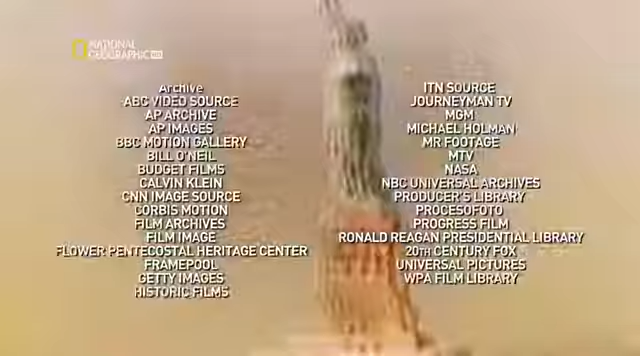 NATIONAL
GEOGRAPHIC HD
Archive
ABC VIDEO SOURCE
AP ARCHIVE
AP IMAGES
BBC MOTION GALLERY
BILL O'NEIL
BUDGET FILMS
CALVIN KLEIN
CNN IMAGE SOURCE
CORBIS MOTION
FILM ARCHIVES
FILM IMAGE
FLOWER PENTECOSTAL HERITAGE CENTER
FRAMEPOOL
GETTY IMAGES
HISTORIC FILMS
ITN SOURCE
JOURNEYMAN TV
MGM
MICHAEL HOLMAN
MR FOOTAGE
MTV
NASA
NBC UNIVERSAL ARCHIVES
PRODUCER'S LIBRARY
PROCESOFOTO
PROGRESS FILM
RONALD REAGAN PRESIDENTIAL LIBRARY
20TH CENTURY FOX
UNIVERSAL PICTURES
WPA FILM LIBRARY